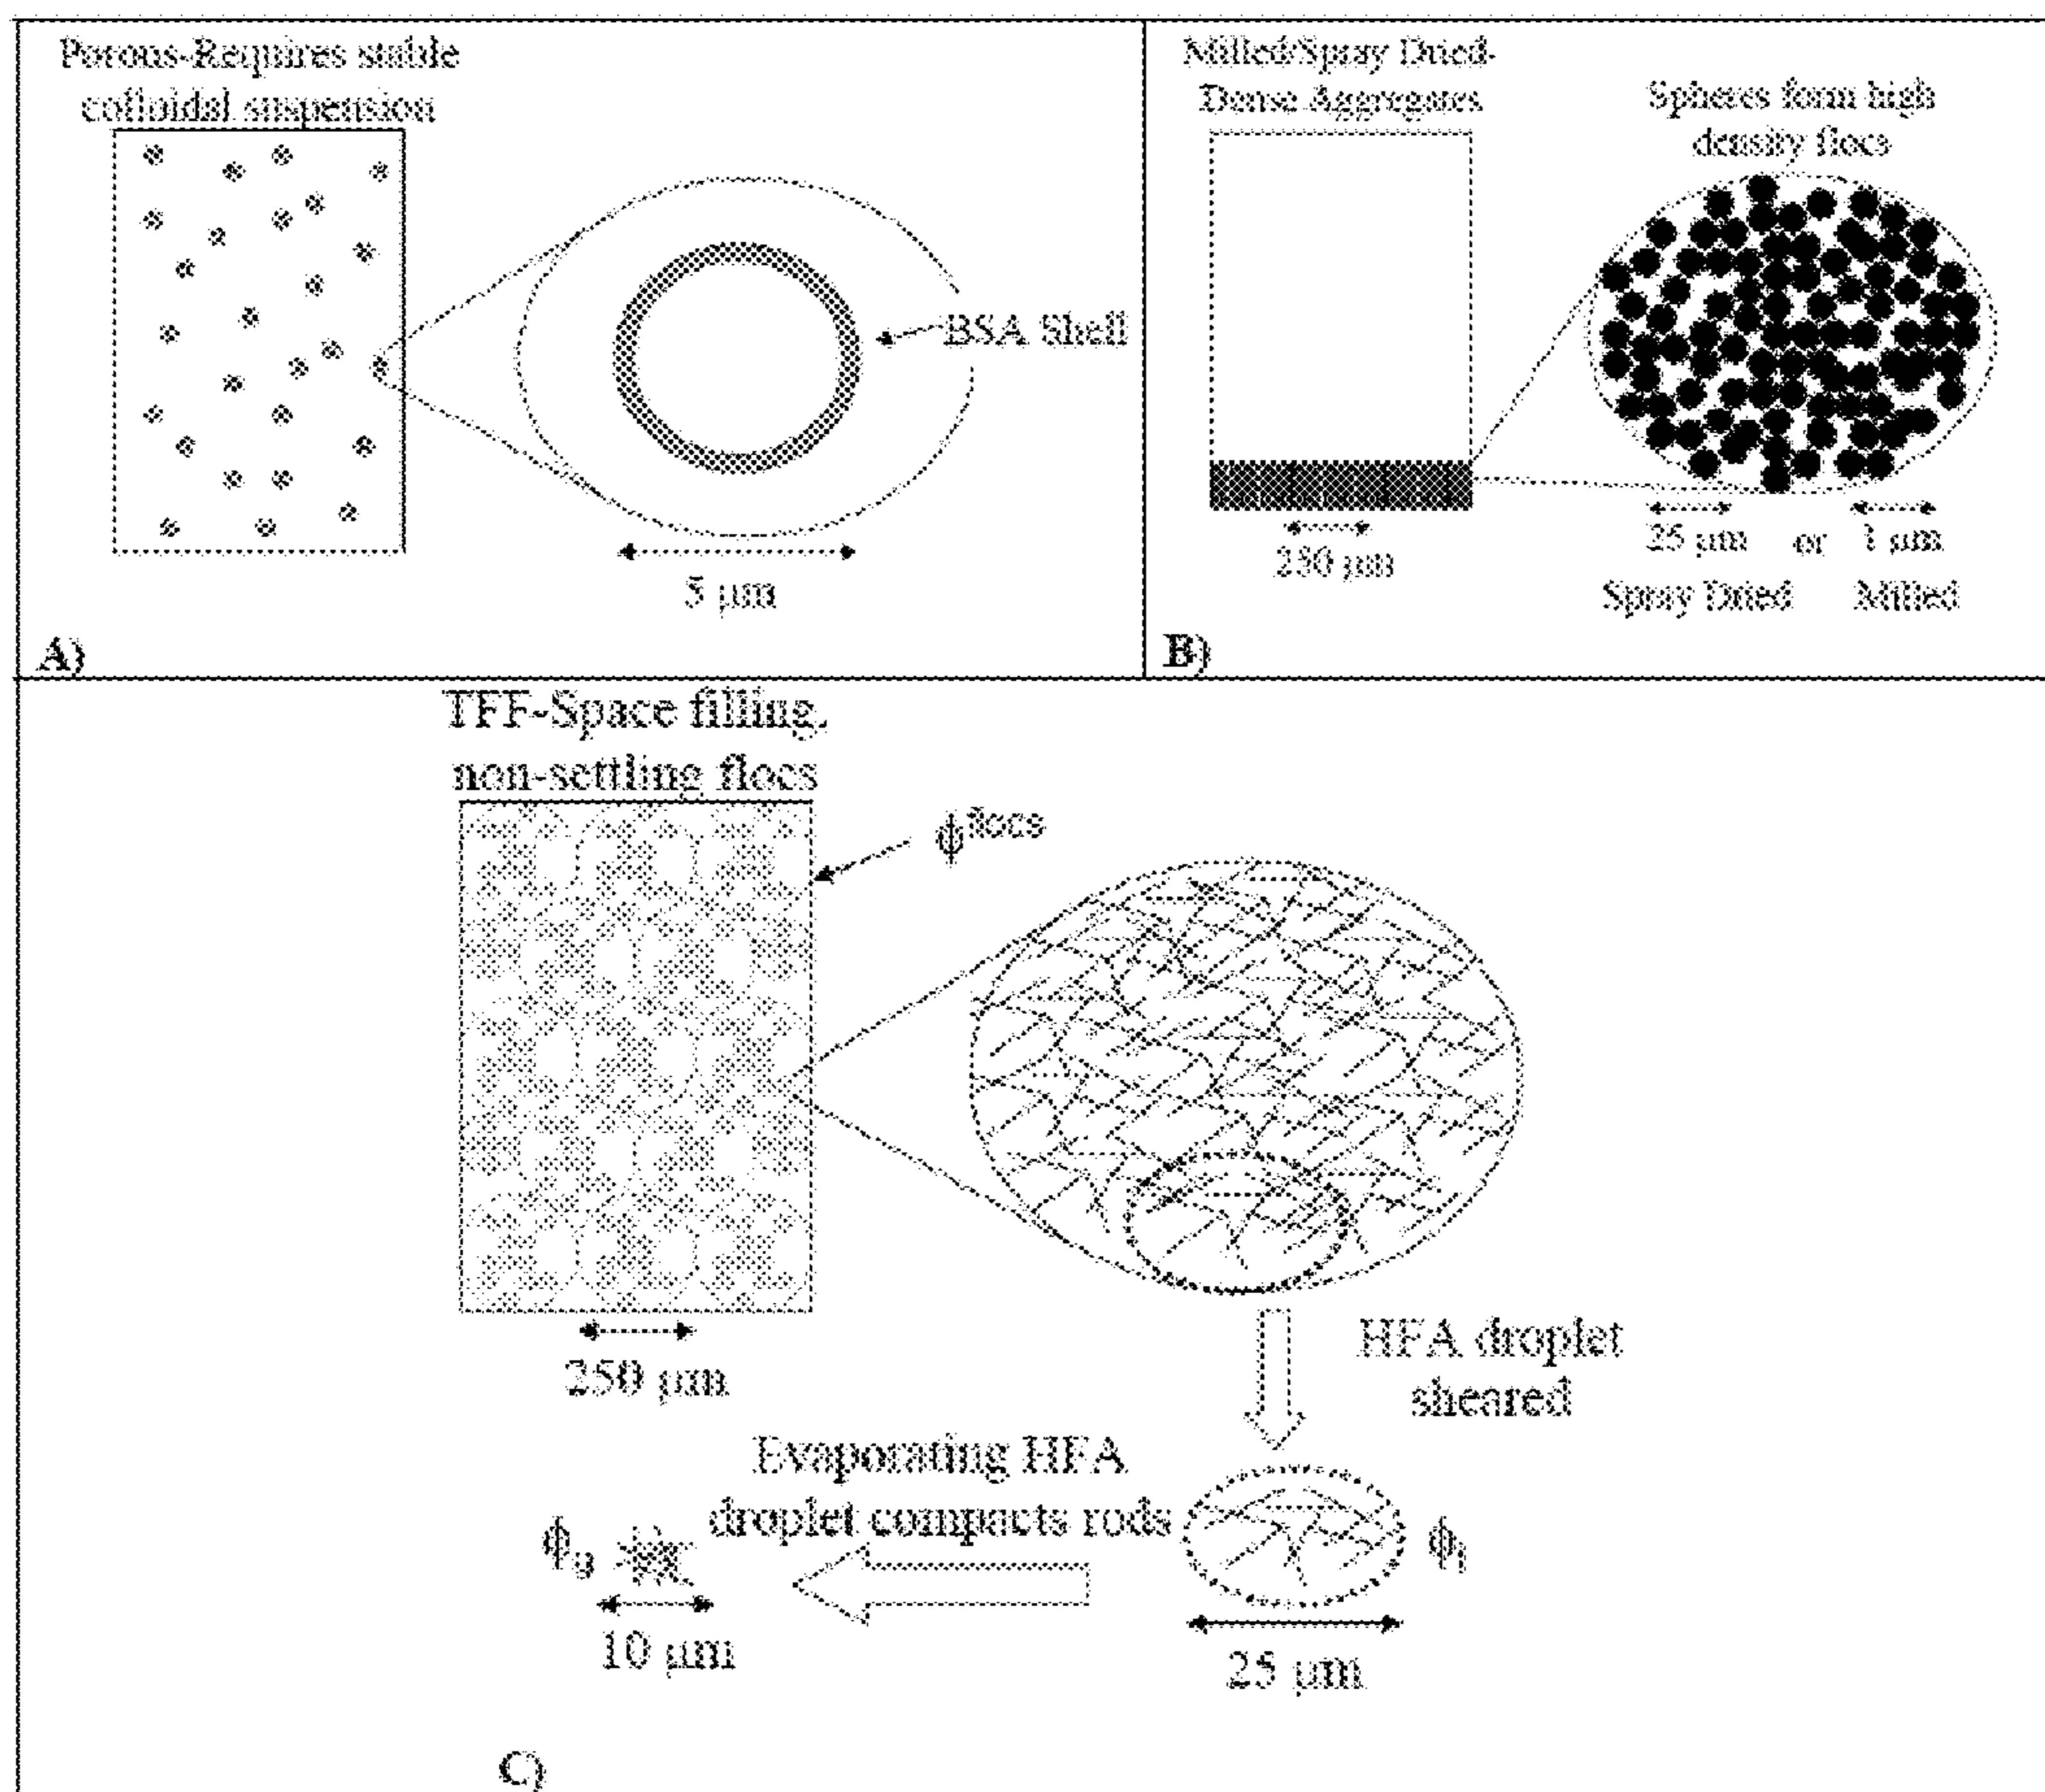 Porous-Requires stable
colloidal suspension
BSA Shell
5 μm
A)
Milled/Spray Dried-
Dense Aggregates
Spheres form high
density flocs
250 μm
25 μm or 1 μm
Spray Dried Milled
B)
TFF-Space filling,
non-settling flocs
ϕflocs
250 μm
HFA droplet
sheared
Evaporating HFA
droplet compacts rods
ϕg
ϕl
10 μm
25 μm
C)